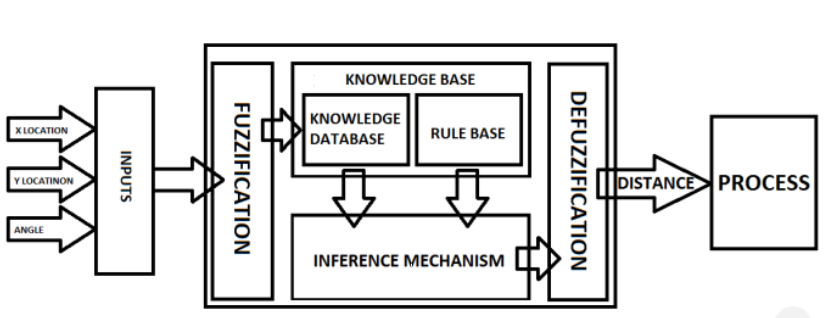 X LOCATION
Y LOCATINON
ANGLE
INPUTS
FUZZIFICATION
KNOWLEDGE BASE
KNOWLEDGE
DATABASE
RULE BASE
INFERENCE MECHANISM
DEFUZZIFICATION
DISTANCE
PROCESS